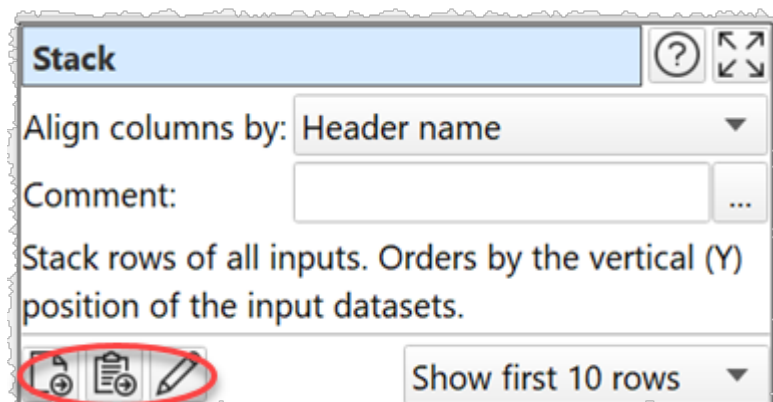 Stack
Align columns by: Header name
Comment: ...
Stack rows of all inputs. Orders by the vertical (Y)
position of the input datasets.
Show first 10 rows